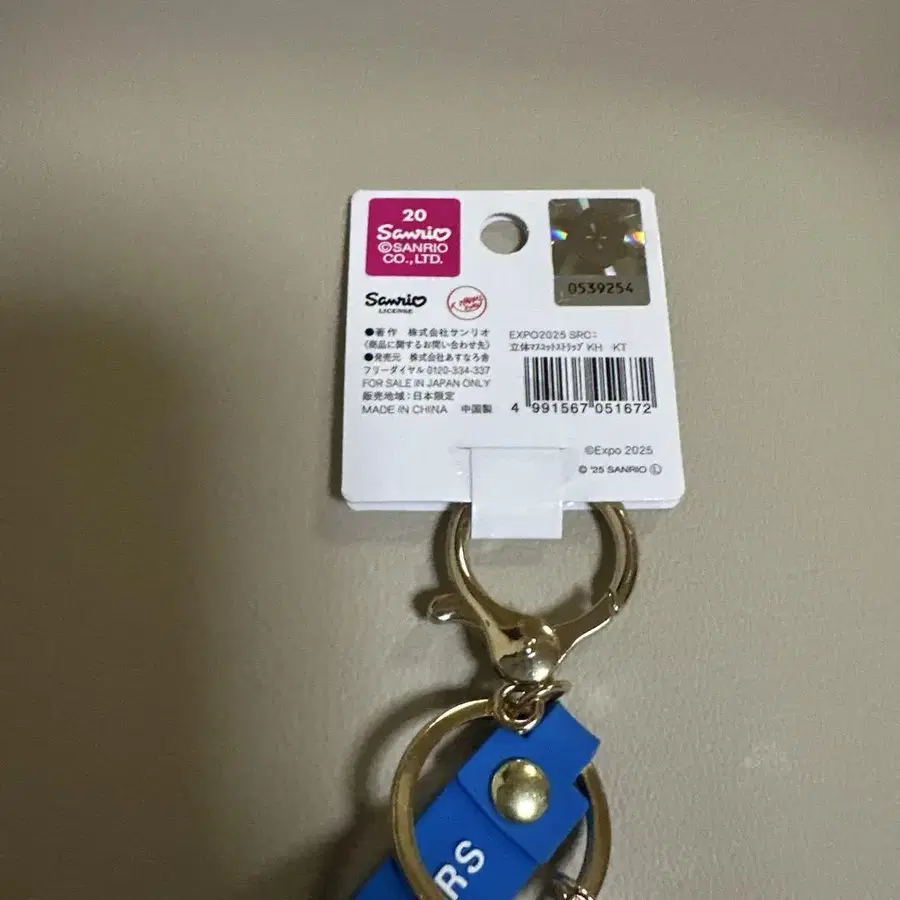 20
Sanrio
©SANRIO
CO.,LTD.
0539254
Sanrio
LICENSE
●著作 株式会社サンリオ
〈商品に関するお問い合わせ先〉
●発売元 株式会社あすなろ舎
フリーダイヤル 0120-334-337
FOR SALE IN JAPAN ONLY
販売地域：日本限定
MADE IN CHINA 中国製
EXPO2025 SRCﾆ
立体ﾏｽｺｯﾄｽﾄﾗｯﾌﾟ KH KT
4 991567 051672
©Expo 2025
© '25 SANRIO Ⓛ
RS